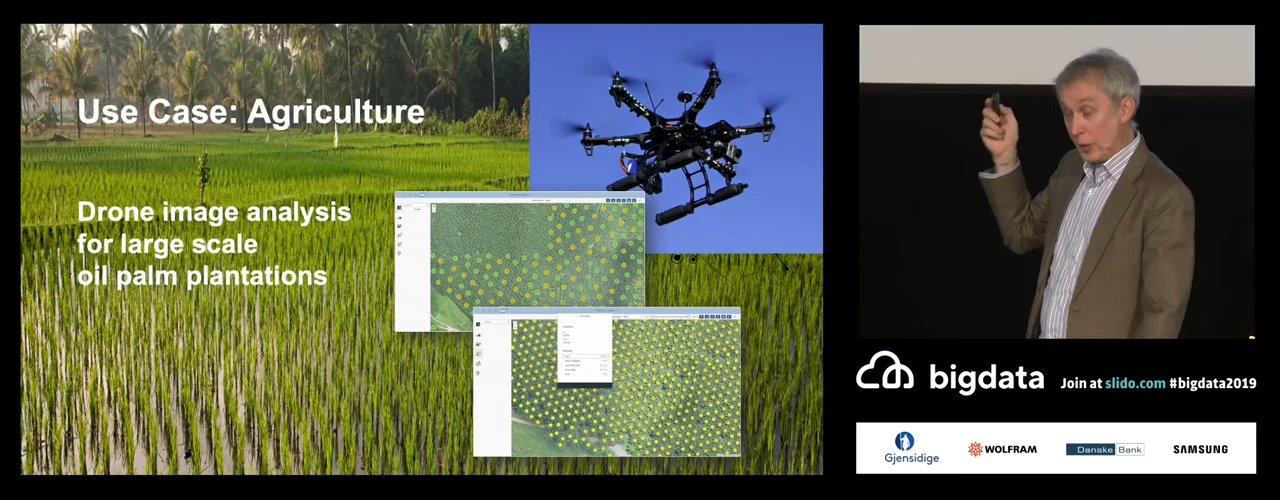 Use Case: Agriculture
Drone image analysis
for large scale
oil palm plantations
bigdata
Join at slido.com #bigdata2019
Gjensidige
WOLFRAM
Danske Bank
SAMSUNG